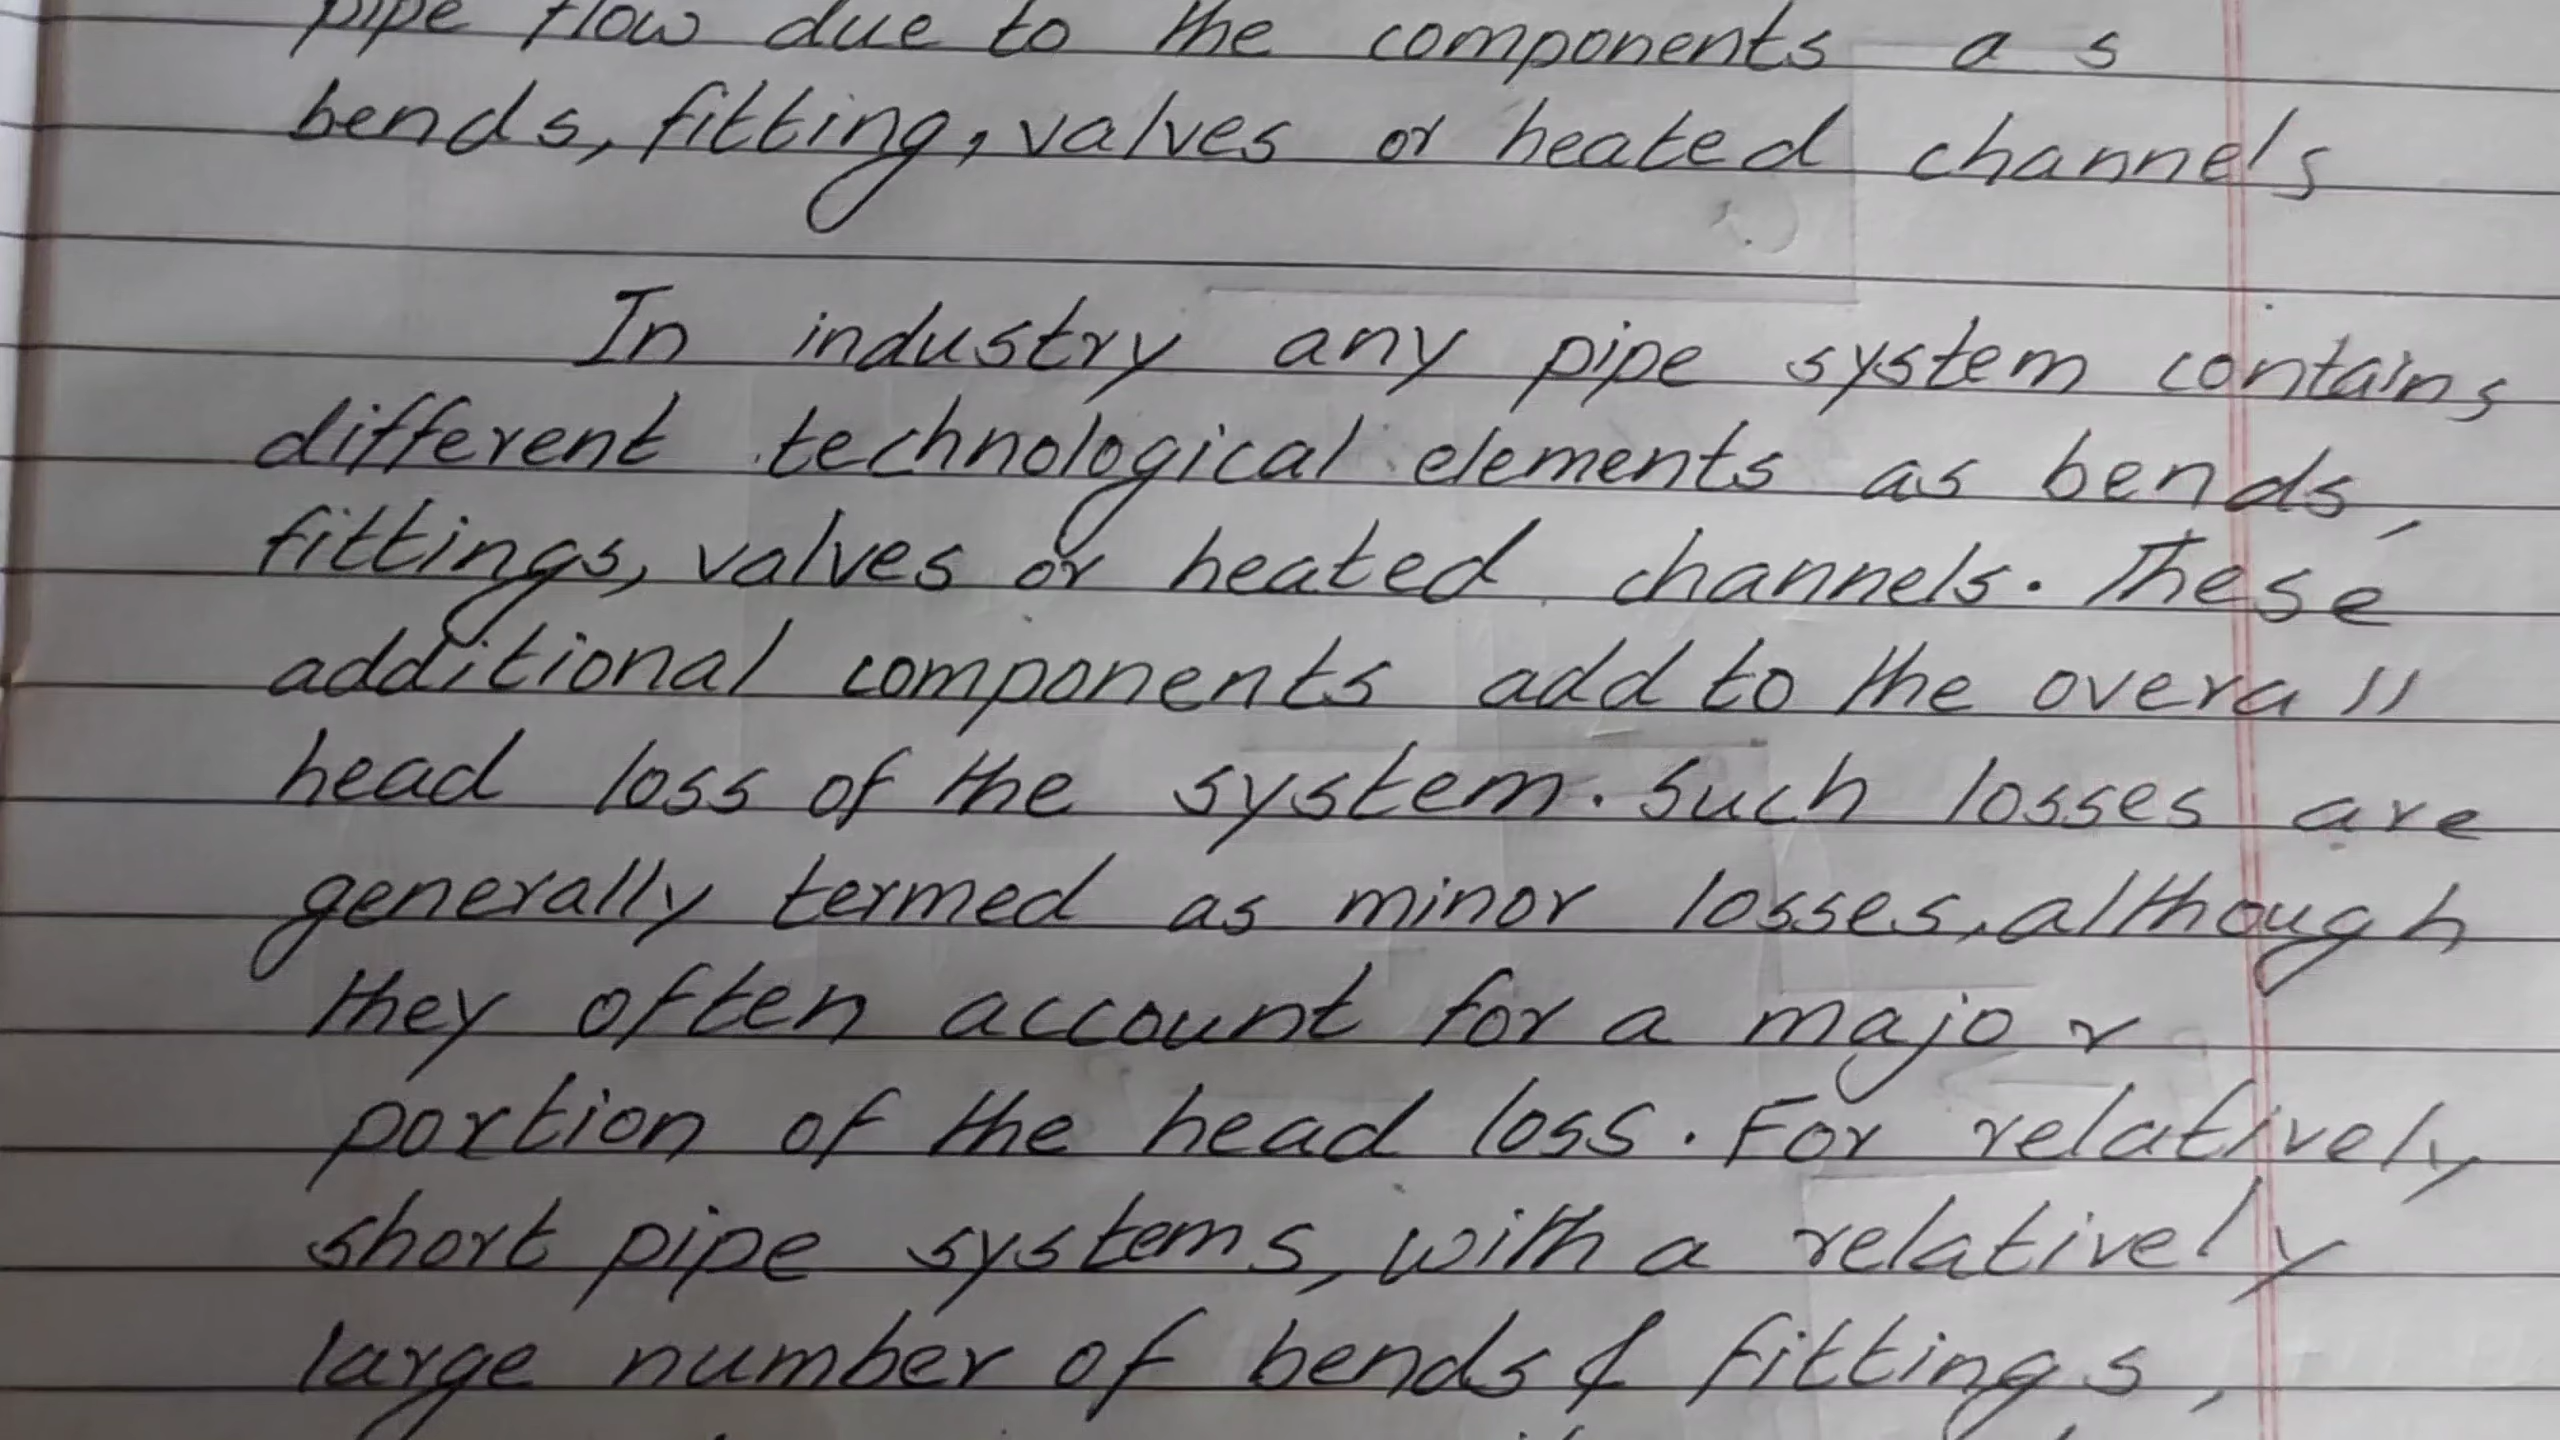 pipe flow due to the components as
bends, fitting, valves or heated channels
In industry any pipe system contains
different technological elements as bends,
fittings, valves or heated channels. These
additional components add to the overall
head loss of the system. Such losses are
generally termed as minor losses, although
they often account for a major
portion of the head loss. For relatively
short pipe systems, with a relatively
large number of bends & fittings,